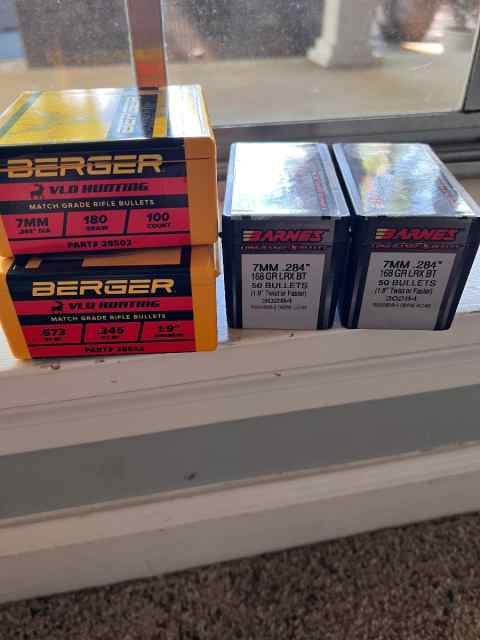 BERGER
VLD HUNTING
MATCH GRADE RIFLE BULLETS
7MM 180 100
.284" DIA GRAIN COUNT
PART# 28503
BERGER
VLD HUNTING
MATCH GRADE RIFLE BULLETS
.673 .345 1:9"
PART#
BARNES
7MM .284"
168 GR LRX BT
50 BULLETS
(1:9" Twist or Faster)
30284
BARNES
7MM .284"
168 GR LRX BT
50 BULLETS
(1:9" Twist or Faster)
30284